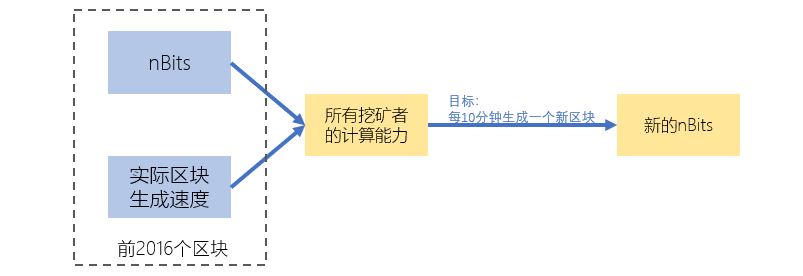 nBits
实际区块
生成速度
前2016个区块
所有挖矿者
的计算能力
目标：
每10分钟生成一个新区块
新的nBits